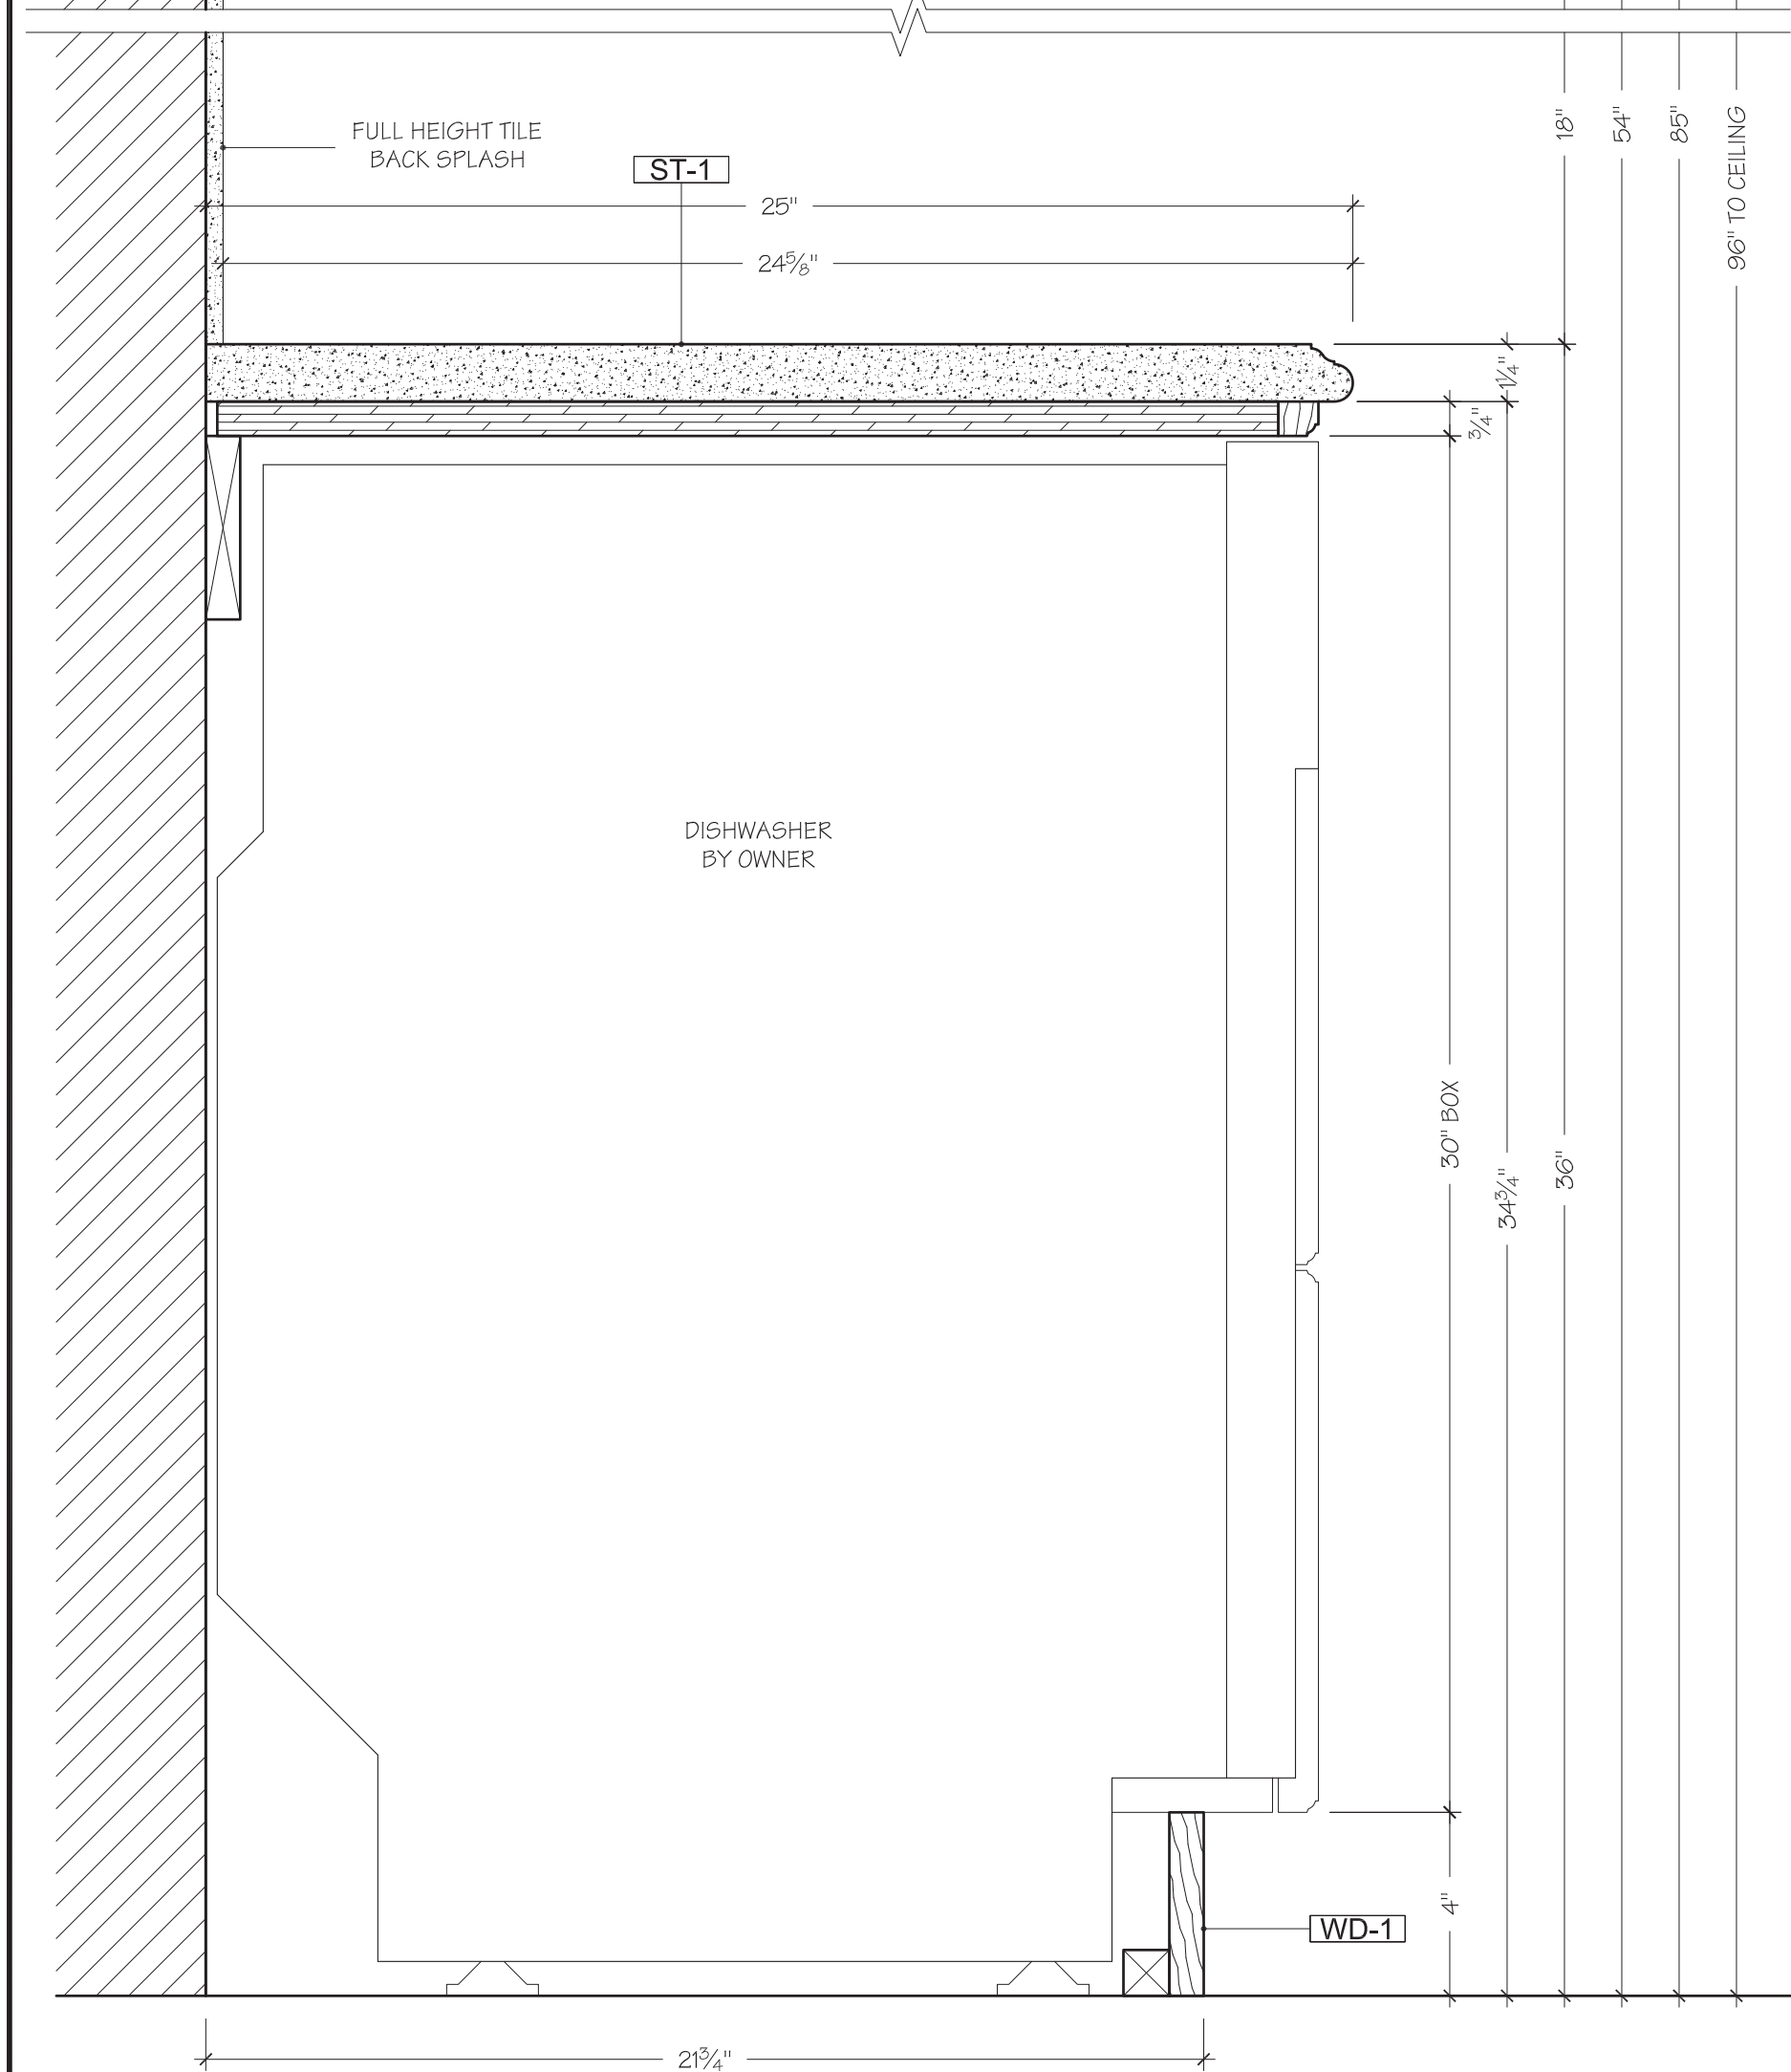 18"
54"
85"
96" TO CEILING
FULL HEIGHT TILE
BACK SPLASH
ST-1
25"
24⅝"
1¼"
¾"
DISHWASHER
BY OWNER
30" BOX
34¾"
36"
4"
WD-1
21¾"